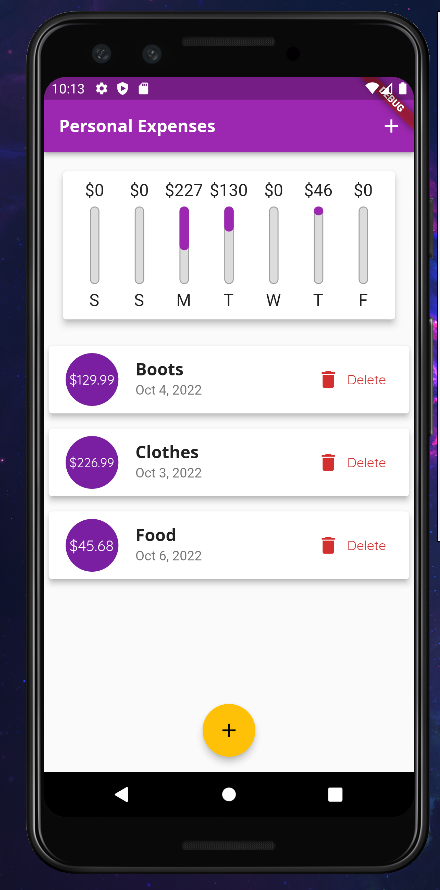 10:13
DEBUG
Personal Expenses
+
$0 $0 $227 $130 $0 $46 $0
S S M T W T F
$129.99
Boots
Oct 4, 2022
Delete
$226.99
Clothes
Oct 3, 2022
Delete
$45.68
Food
Oct 6, 2022
Delete
+